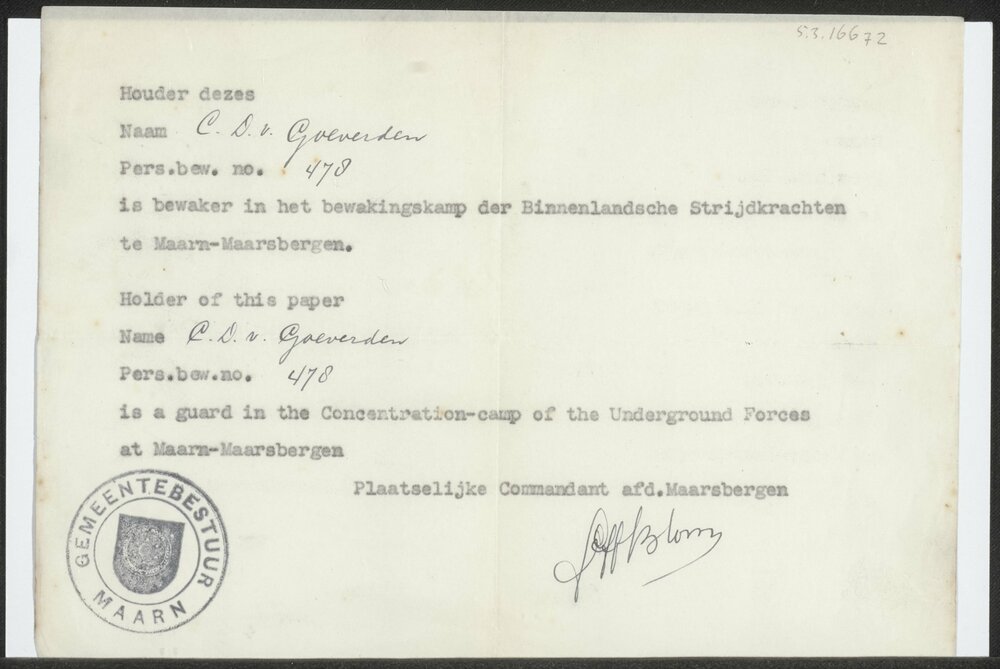 5.3.16672
Houder dezes
Naam C. D. v. Goeverden
Pers.bew. no. 478
is bewaker in het bewakingskamp der Binnenlandsche Strijdkrachten
te Maarn-Maarsbergen.
Holder of this paper
Name C. D. v. Goeverden
Pers.bew.no. 478
is a guard in the Concentration-camp of the Underground Forces
at Maarn-Maarsbergen
Plaatselijke Commandant afd.Maarsbergen
GEMEENTEBESTUUR
MAARN